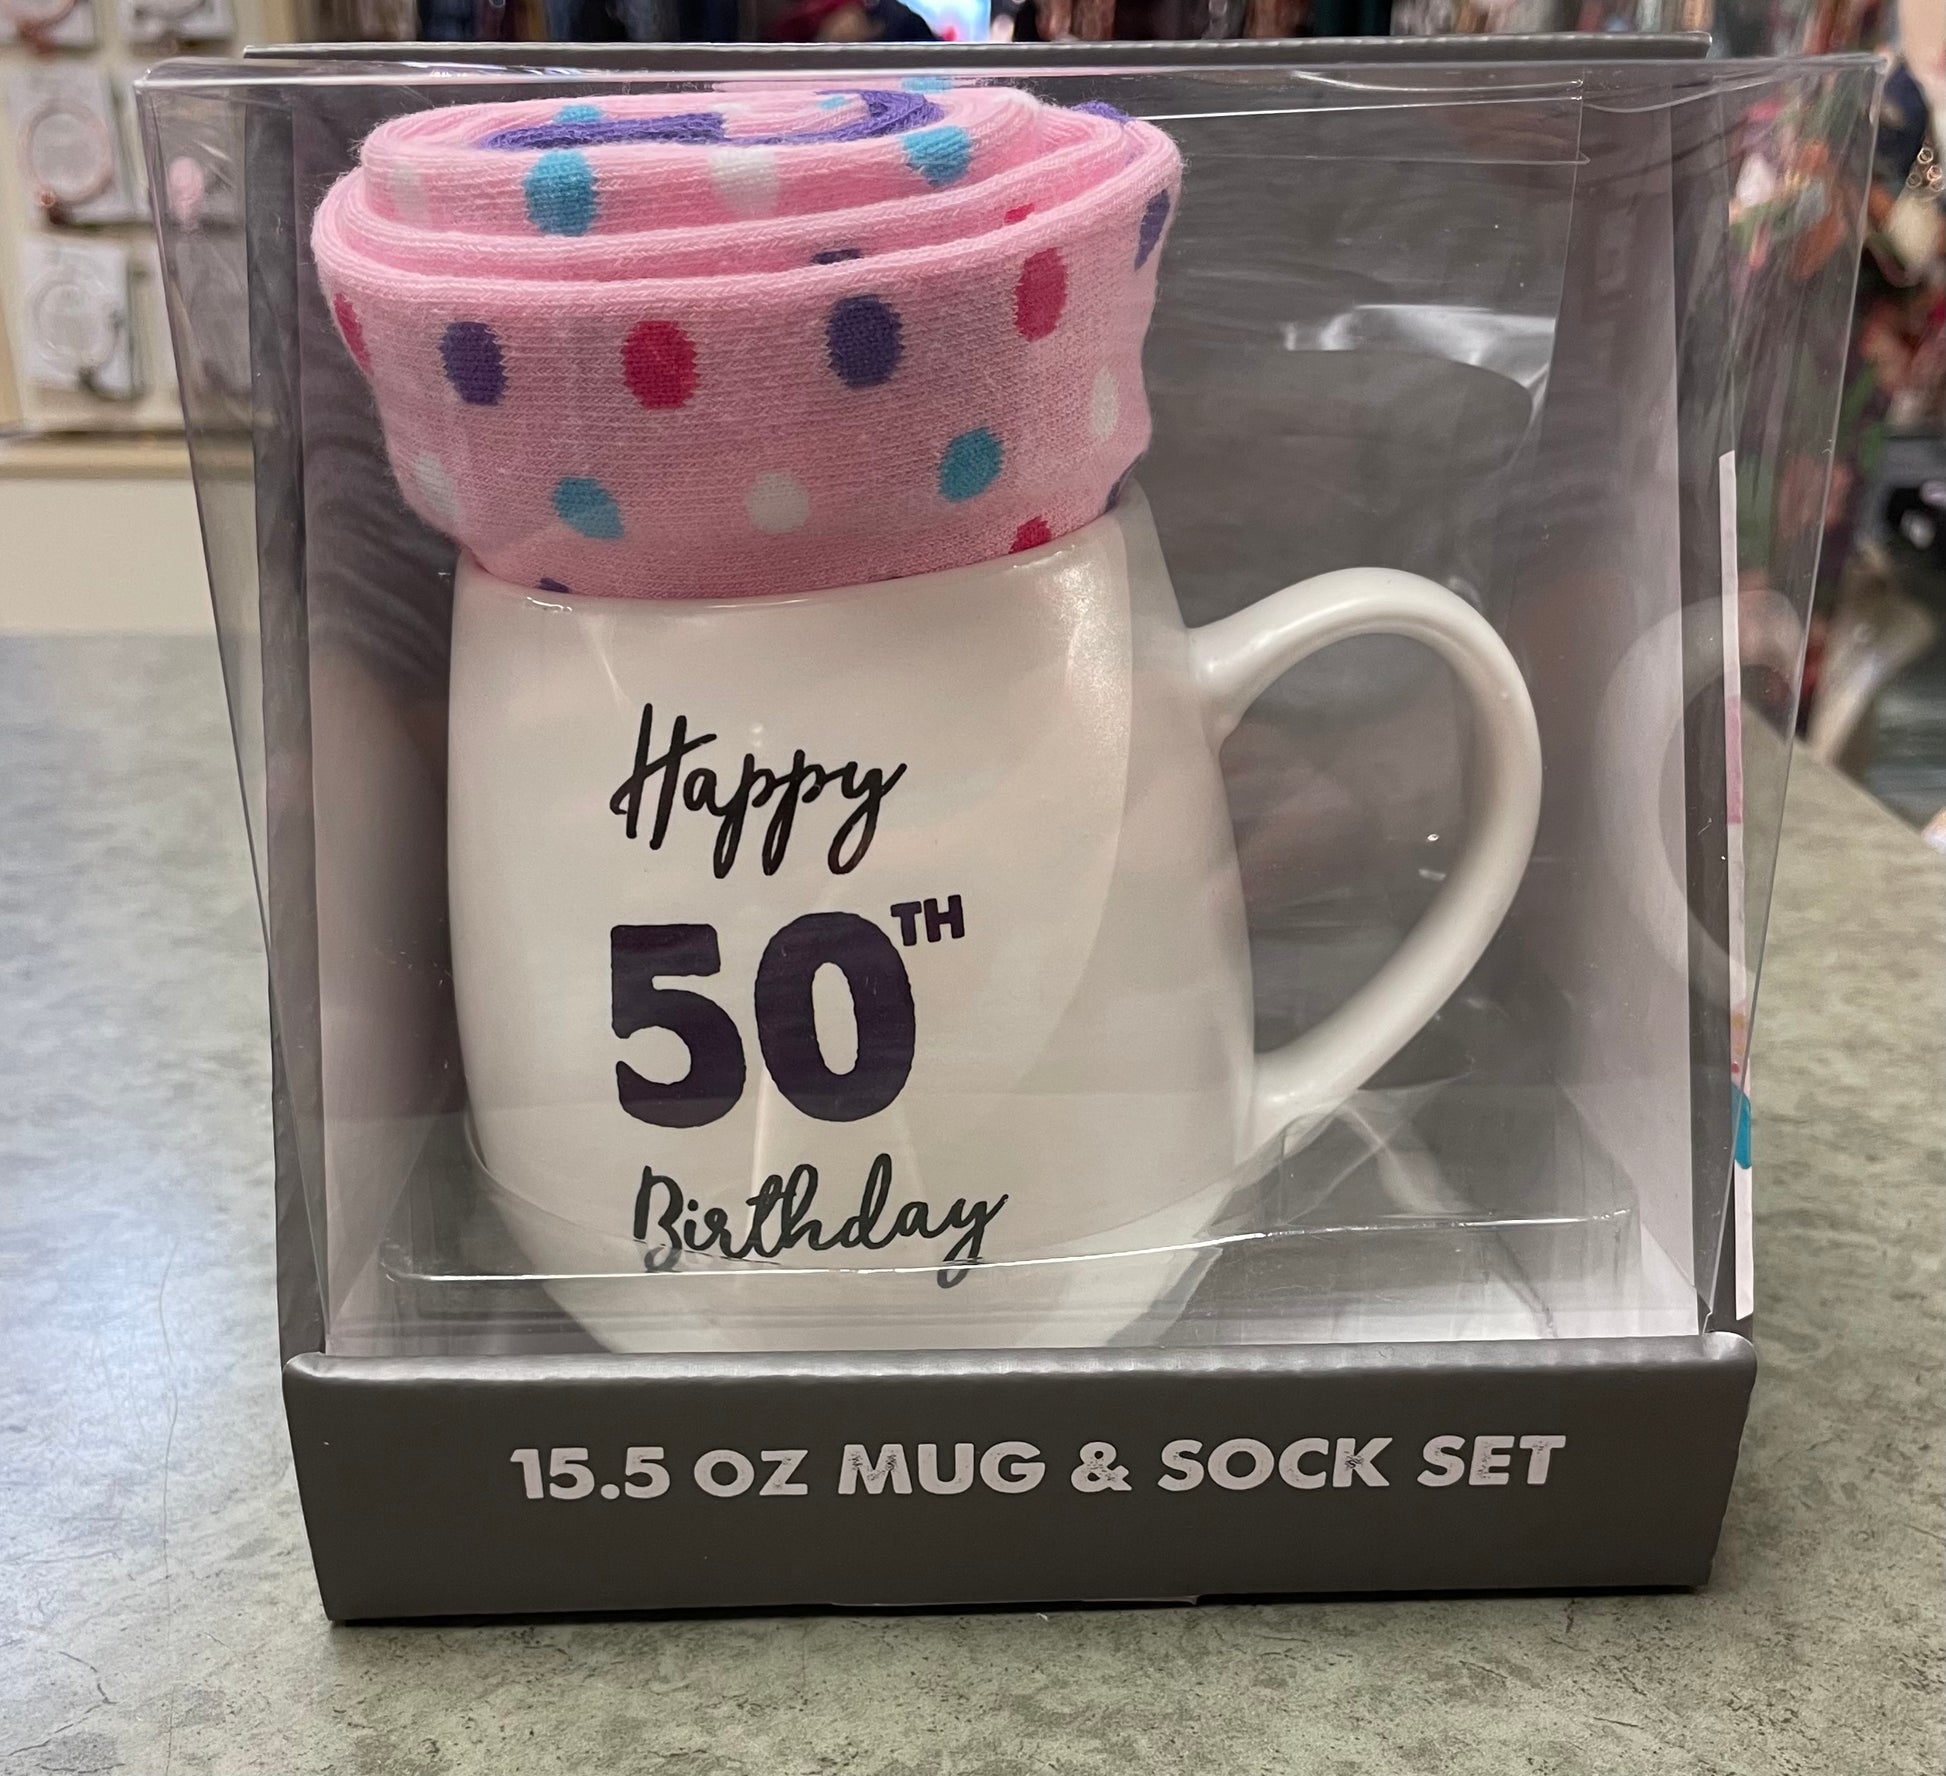 Happy
50TH
Birthday
15.5 OZ MUG & SOCK SET